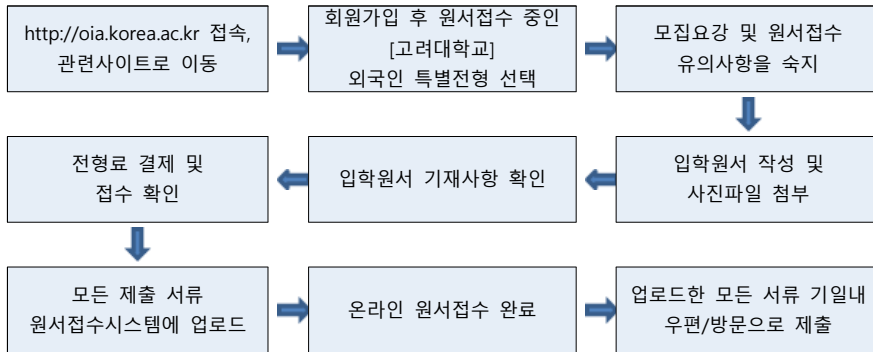 http://oia.korea.ac.kr 접속,
관련사이트로 이동
회원가입 후 원서접수 중인
[고려대학교]
외국인 특별전형 선택
모집요강 및 원서접수
유의사항을 숙지
입학원서 작성 및
사진파일 첨부
입학원서 기재사항 확인
전형료 결제 및
접수 확인
모든 제출 서류
원서접수시스템에 업로드
온라인 원서접수 완료
업로드한 모든 서류 기일내
우편/방문으로 제출